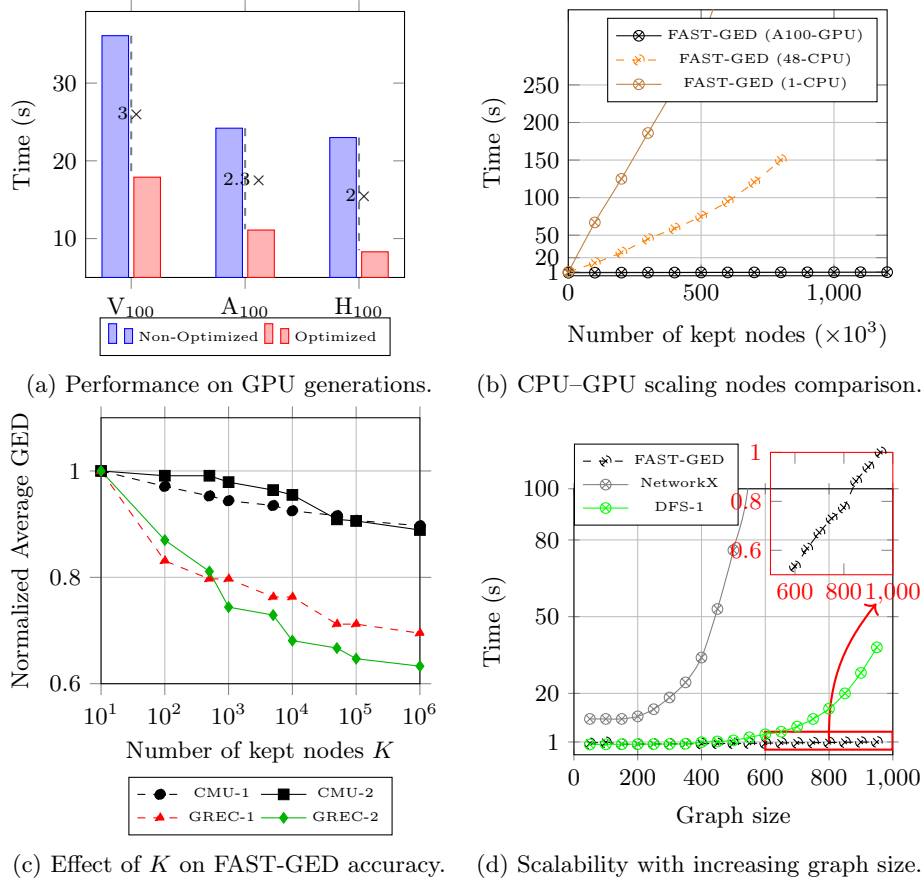 Time (s)
30
20
10
3×
2.3×
2×
V100
A100
H100
Non-Optimized
Optimized
(a) Performance on GPU generations.
FAST-GED (A100-GPU)
FAST-GED (48-CPU)
FAST-GED (1-CPU)
Time (s)
250
200
150
100
50
20
1
0
500
1,000
Number of kept nodes (×10³)
(b) CPU–GPU scaling nodes comparison.
Normalized Average GED
1
0.8
0.6
10¹
10²
10³
10⁴
10⁵
10⁶
Number of kept nodes K
CMU-1
CMU-2
GREC-1
GREC-2
(c) Effect of K on FAST-GED accuracy.
FAST-GED
NetworkX
DFS-1
Time (s)
100
80
50
20
1
0
200
400
600
800
1,000
Graph size
1
0.8
0.6
600
800
1,000
(d) Scalability with increasing graph size.